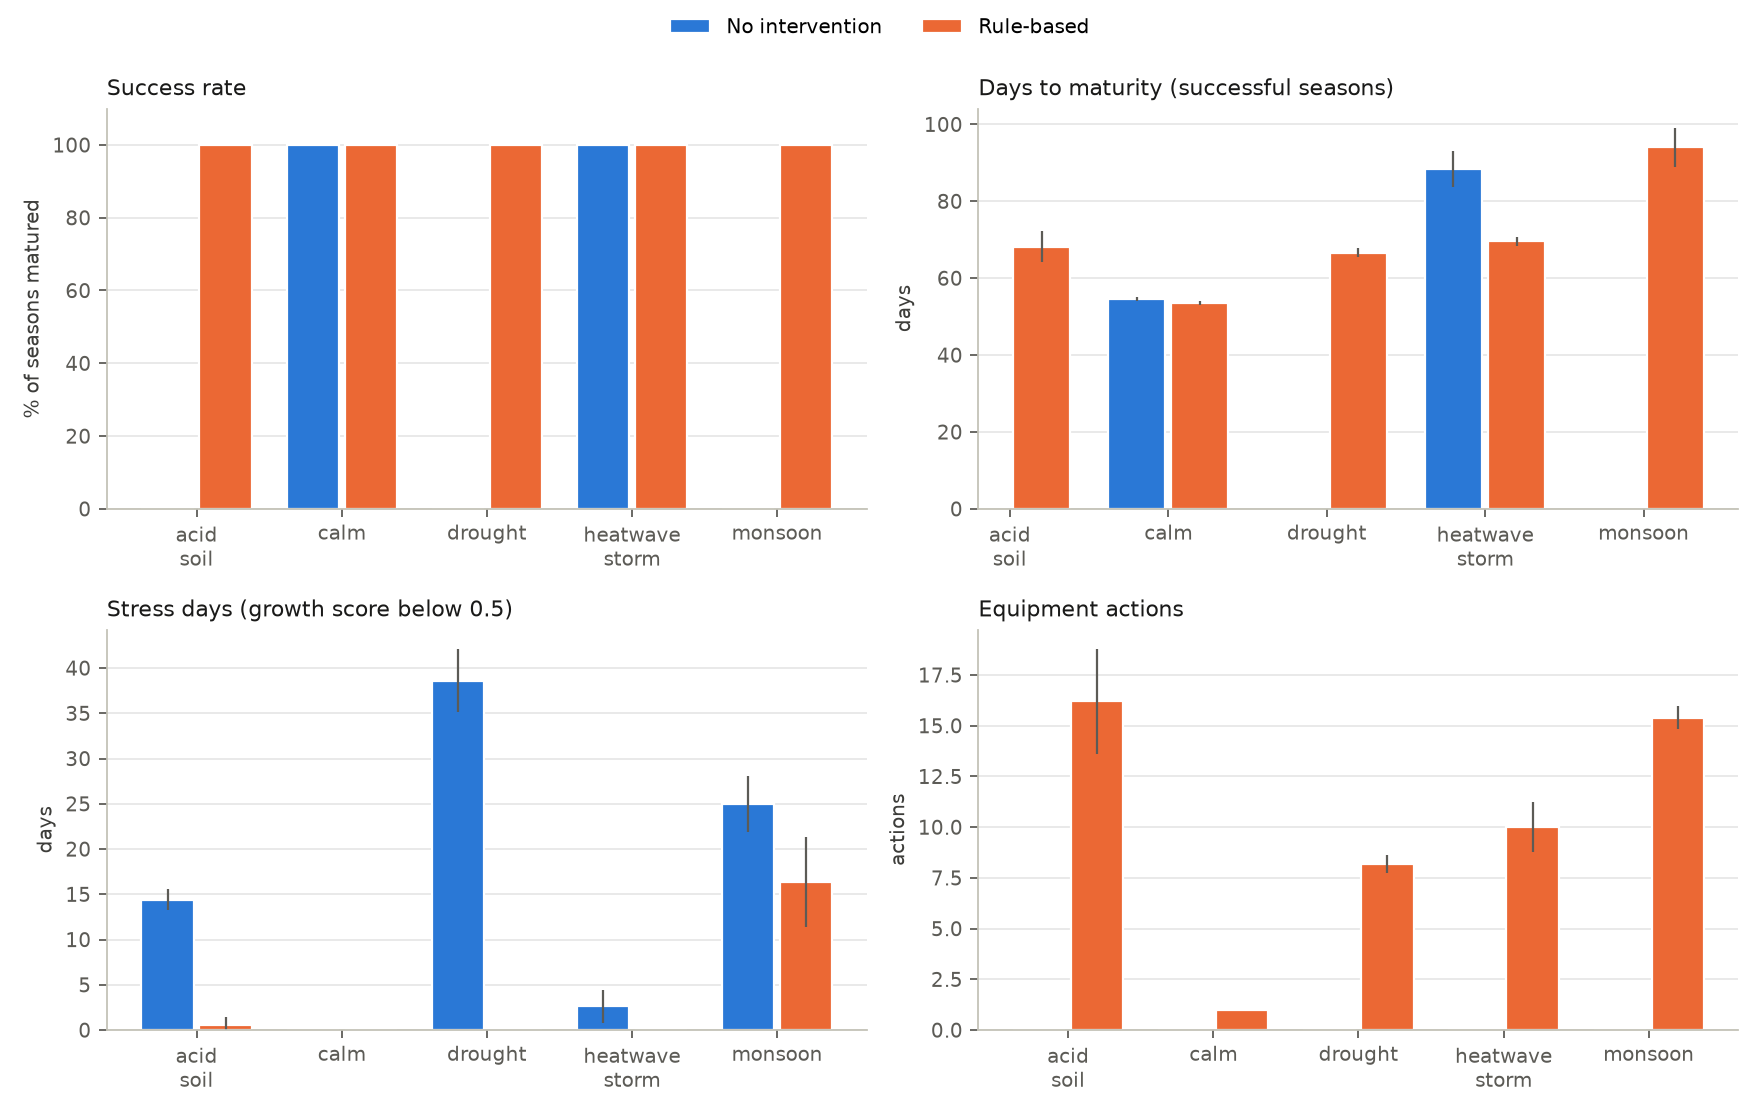 No intervention
Rule-based
Success rate
% of seasons matured
100
80
60
40
20
0
acid
soil
calm
drought
heatwave
storm
monsoon
Days to maturity (successful seasons)
days
100
80
60
40
20
0
acid
soil
calm
drought
heatwave
storm
monsoon
Stress days (growth score below 0.5)
days
40
35
30
25
20
15
10
5
0
acid
soil
calm
drought
heatwave
storm
monsoon
Equipment actions
actions
17.5
15.0
12.5
10.0
7.5
5.0
2.5
0.0
acid
soil
calm
drought
heatwave
storm
monsoon